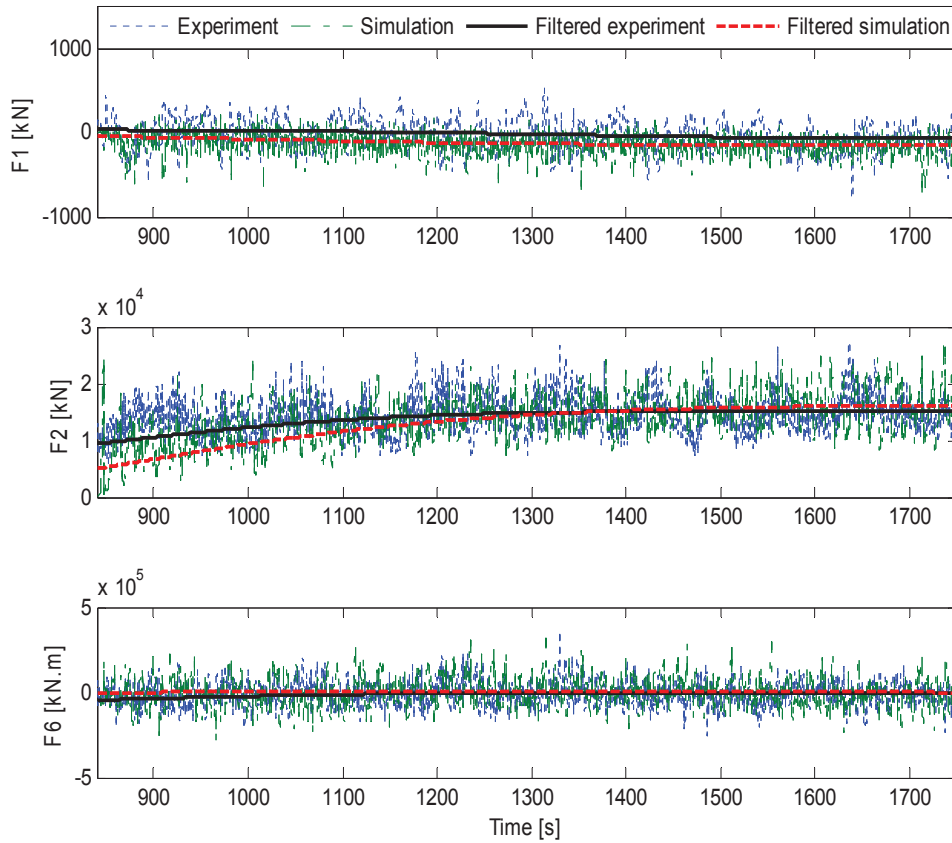 Experiment Simulation Filtered experiment Filtered simulation
1000
0
-1000
F1 [kN]
900 1000 1100 1200 1300 1400 1500 1600 1700
x 10^4
3
2
1
0
F2 [kN]
900 1000 1100 1200 1300 1400 1500 1600 1700
x 10^5
5
0
-5
F6 [kN.m]
900 1000 1100 1200 1300 1400 1500 1600 1700
Time [s]